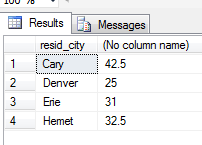 100 %
Results Messages
resid_city (No column name)
1 Cary 42.5
2 Denver 25
3 Erie 31
4 Hemet 32.5